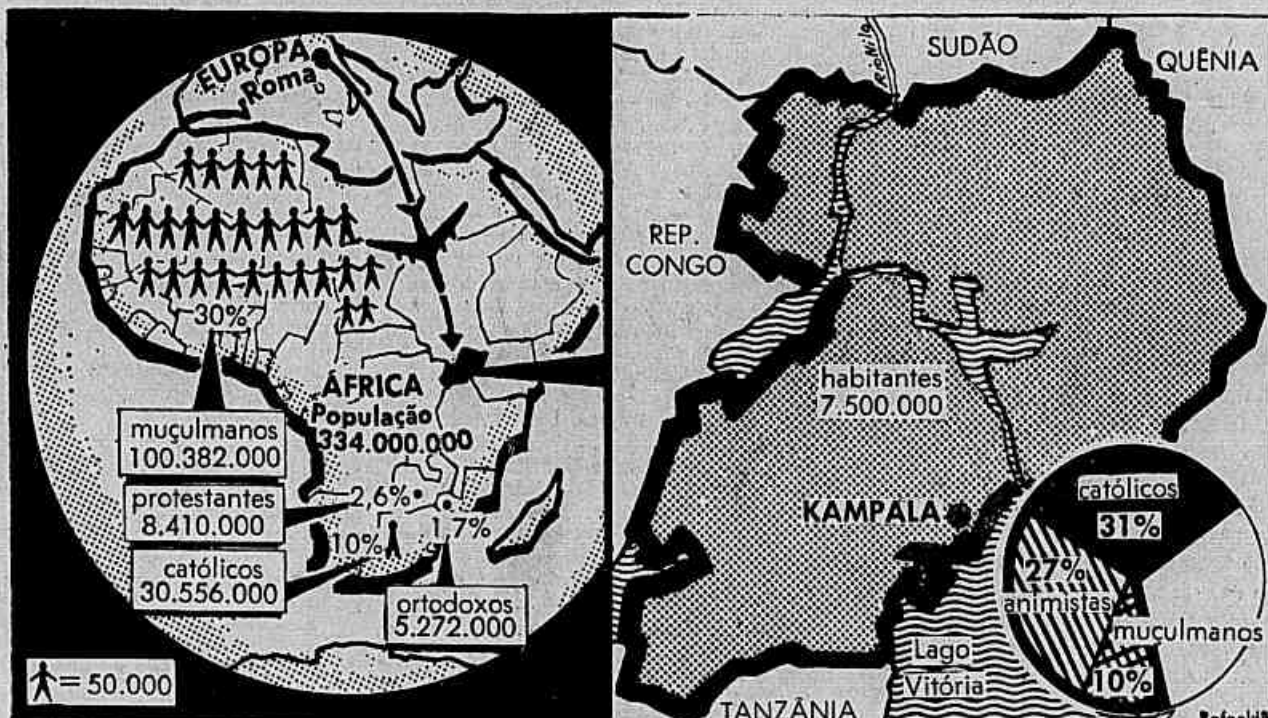 EUROPA
Roma
30%
ÁFRICA
População
334.000.000
muçulmanos
100.382.000
protestantes
8.410.000
católicos
30.556.000
2,6%
10%
1,7%
ortodoxos
5.272.000
= 50.000
Rio Nilo
SUDÃO
QUÊNIA
REP.
CONGO
habitantes
7.500.000
KAMPALA
Lago
Vitória
TANZÂNIA
católicos
31%
27%
animistas
muçulmanos
10%